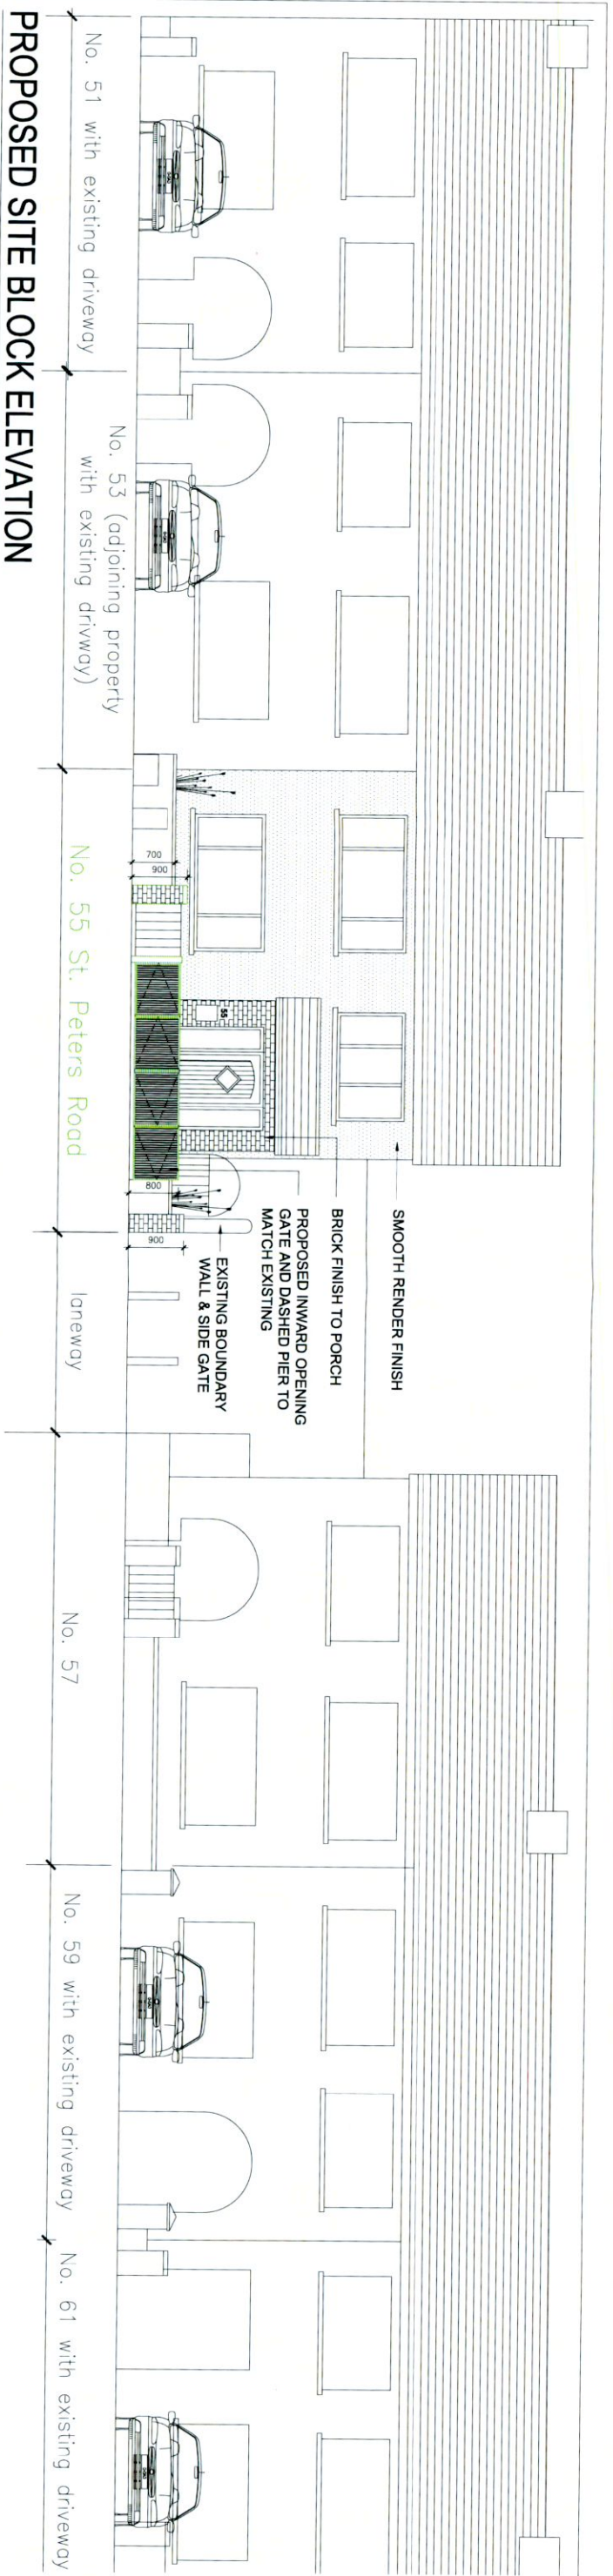 No. 51 with existing driveway
No. 53 (adjoining property
with existing drivway)
No. 55 St. Peters Road
laneway
No. 57
No. 59 with existing driveway
No. 61 with existing driveway
700
900
55
800
900
SMOOTH RENDER FINISH
BRICK FINISH TO PORCH
PROPOSED INWARD OPENING
GATE AND DASHED PIER TO
MATCH EXISTING
EXISTING BOUNDARY
WALL & SIDE GATE
PROPOSED SITE BLOCK ELEVATION